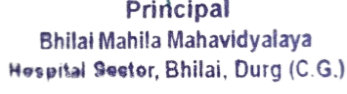 Principal
Bhilai Mahila Mahavidyalaya
Hospital Sector, Bhilai, Durg (C.G.)